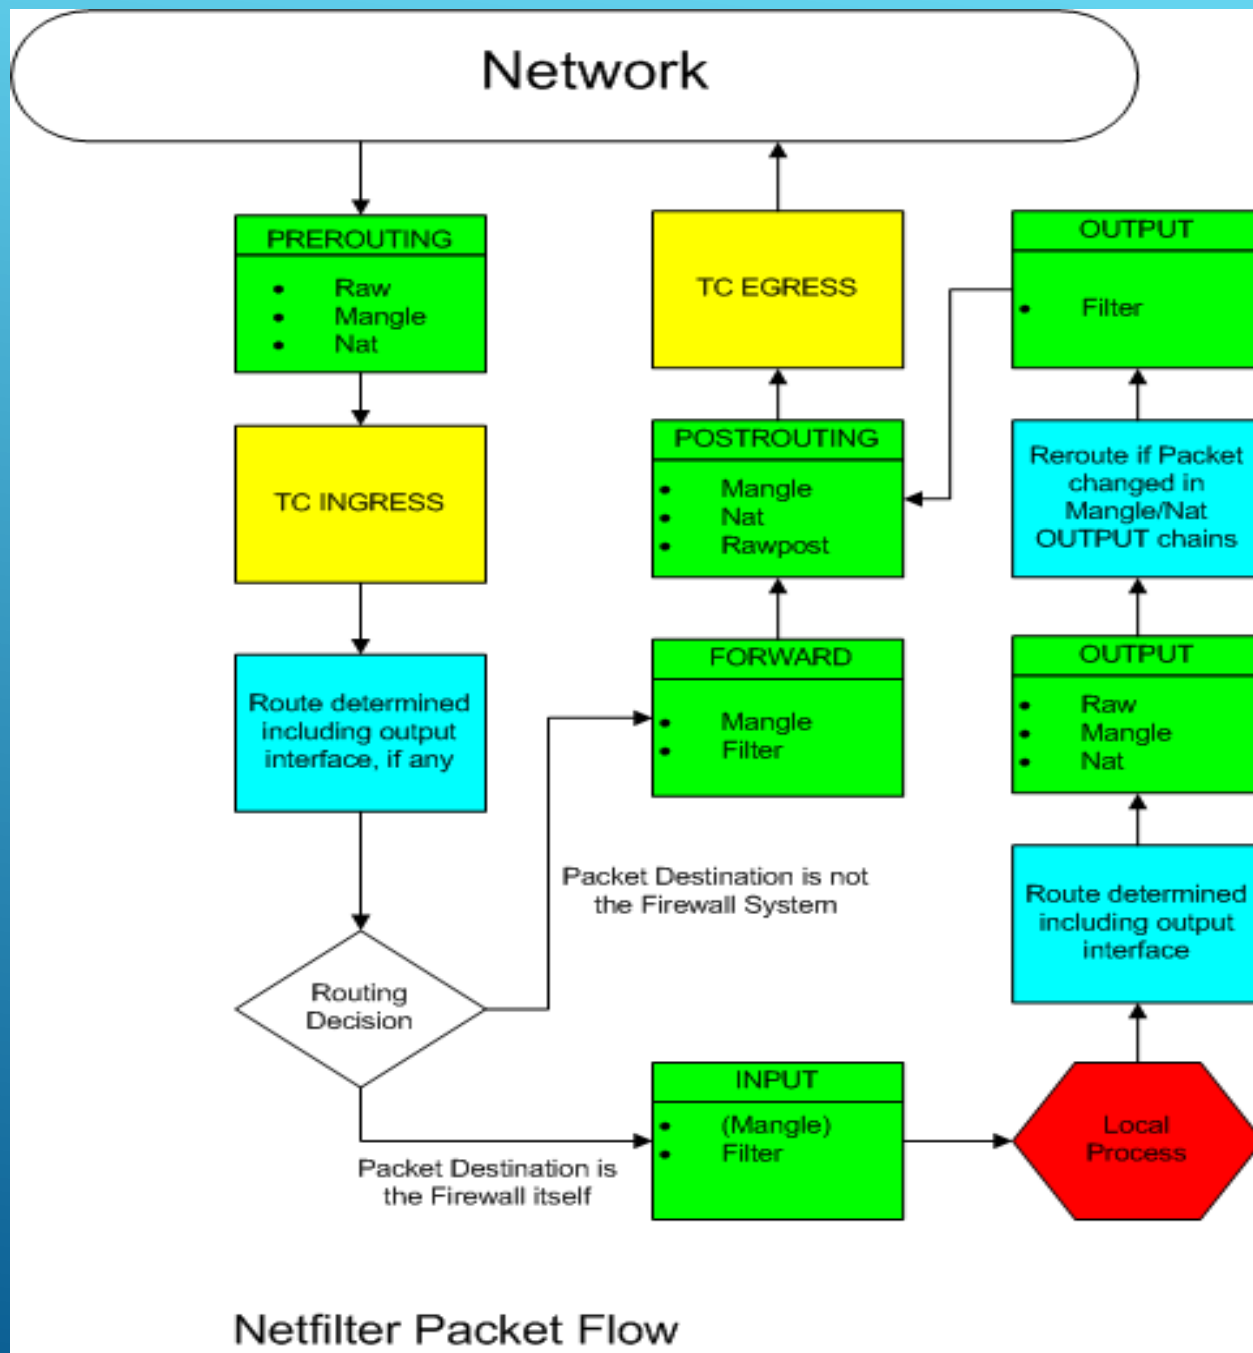 Network
PREROUTING
• Raw
• Mangle
• Nat
TC INGRESS
Route determined
including output
interface, if any
Routing
Decision
Packet Destination is
the Firewall itself
Packet Destination is not
the Firewall System
TC EGRESS
POSTROUTING
• Mangle
• Nat
• Rawpost
FORWARD
• Mangle
• Filter
INPUT
• (Mangle)
• Filter
OUTPUT
• Filter
Reroute if Packet
changed in
Mangle/Nat
OUTPUT chains
OUTPUT
• Raw
• Mangle
• Nat
Route determined
including output
interface
Local
Process
Netfilter Packet Flow